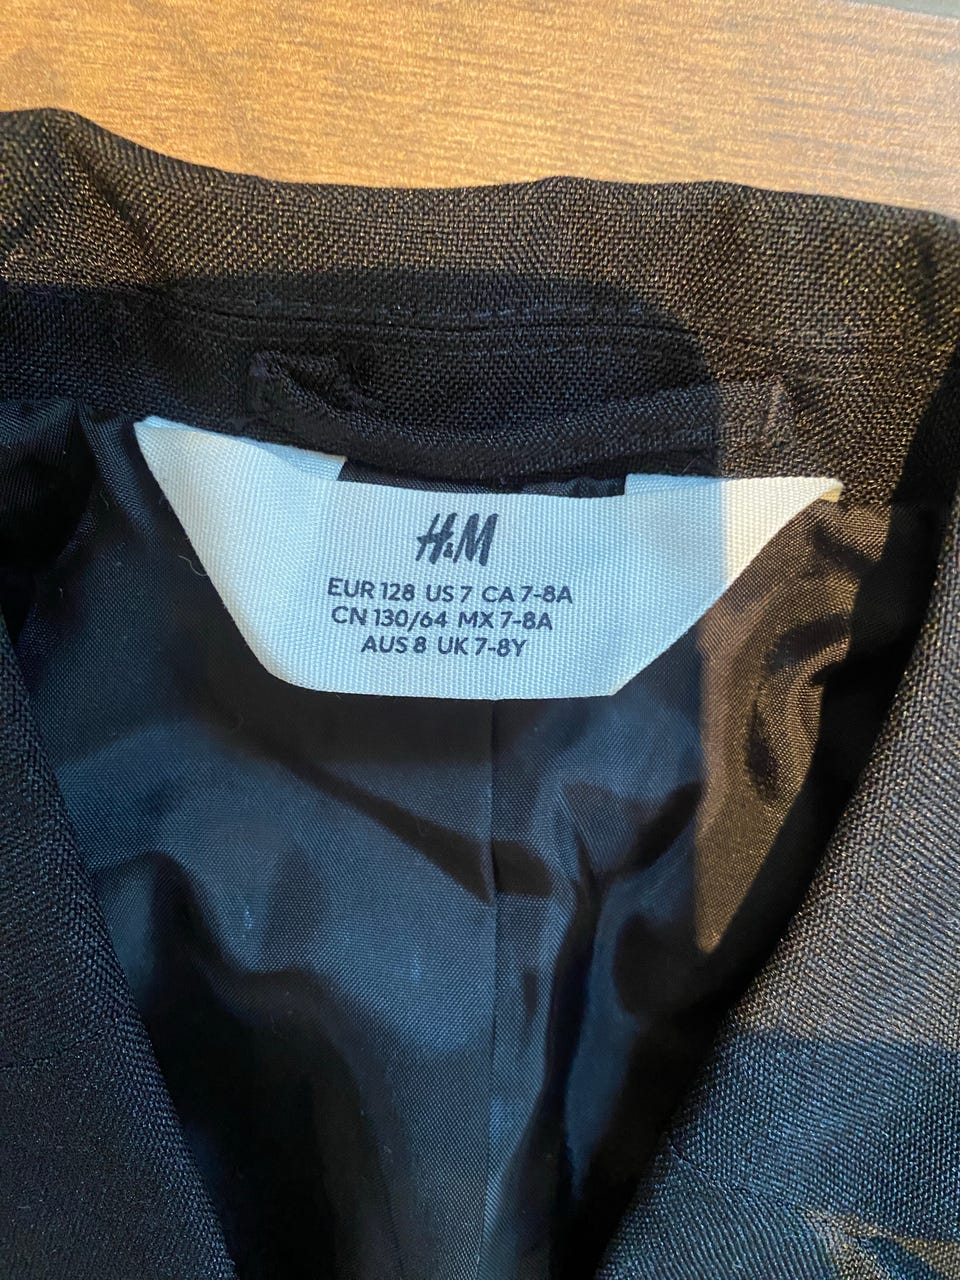 H&M
EUR 128 US 7 CA 7-8A
CN 130/64 MX 7-8A
AUS 8 UK 7-8Y